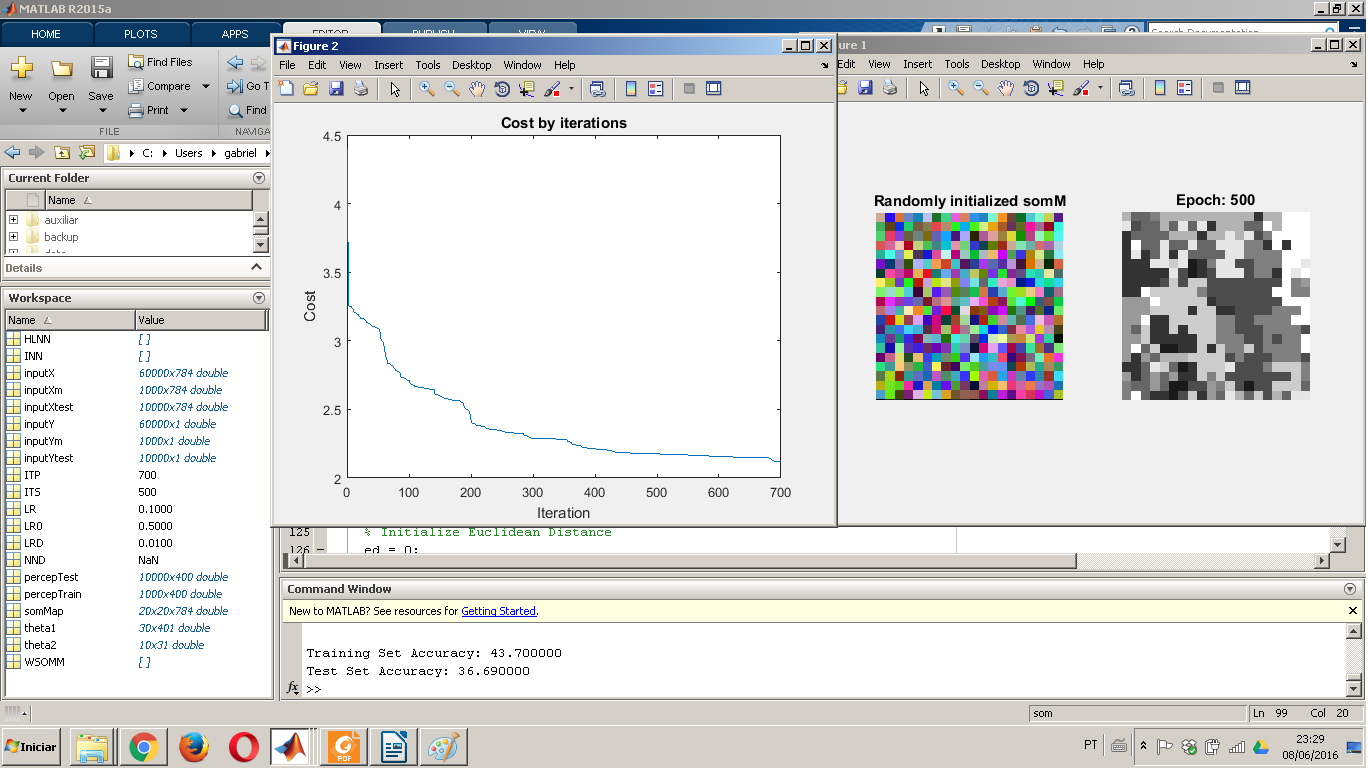 MATLAB R2015a
HOME PLOTS APPS EDITOR PUBLISH VIEW
Search Documentation
New Open Save
Find Files
Compare
Print
Go T
Find
FILE NAVIGA
C: Users gabriel
Current Folder
Name
auxiliar
backup
data
Details
Workspace
Name Value
HLNN [ ]
INN [ ]
inputX 60000x784 double
inputXm 1000x784 double
inputXtest 10000x784 double
inputY 60000x1 double
inputYm 1000x1 double
inputYtest 10000x1 double
ITP 700
ITS 500
LR 0.1000
LR0 0.5000
LRD 0.0100
NND NaN
percepTest 10000x400 double
percepTrain 1000x400 double
somMap 20x20x784 double
theta1 30x401 double
theta2 10x31 double
WSOMM [ ]
Figure 2
File Edit View Insert Tools Desktop Window Help
Cost by iterations
4.5
4
3.5
3
2.5
2
Cost
0 100 200 300 400 500 600 700
Iteration
ure 1
Edit View Insert Tools Desktop Window Help
Randomly initialized somM
Epoch: 500
125 % Initialize Euclidean Distance
126 ed = 0;
Command Window
New to MATLAB? See resources for Getting Started.
Training Set Accuracy: 43.700000
Test Set Accuracy: 36.690000
fx >>
som
Ln 99 Col 20
Iniciar
PDF
PT
23:29
08/06/2016